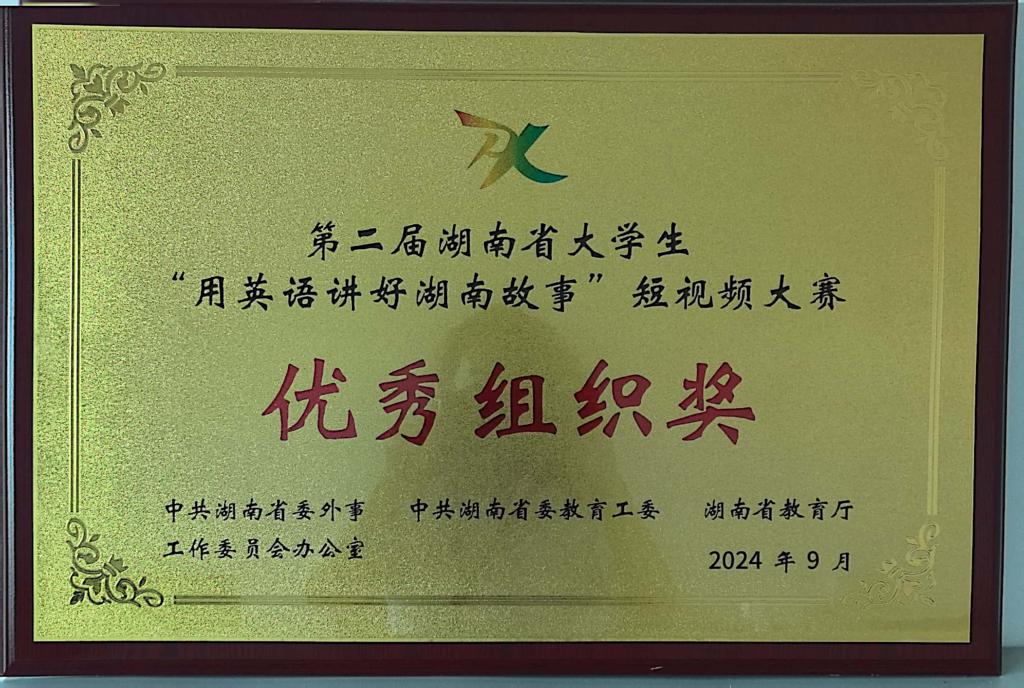 第二届湖南省大学生
“用英语讲好湖南故事”短视频大赛
优秀组织奖
中共湖南省委外事
工作委员会办公室
中共湖南省委教育工委
湖南省教育厅
2024 年 9 月